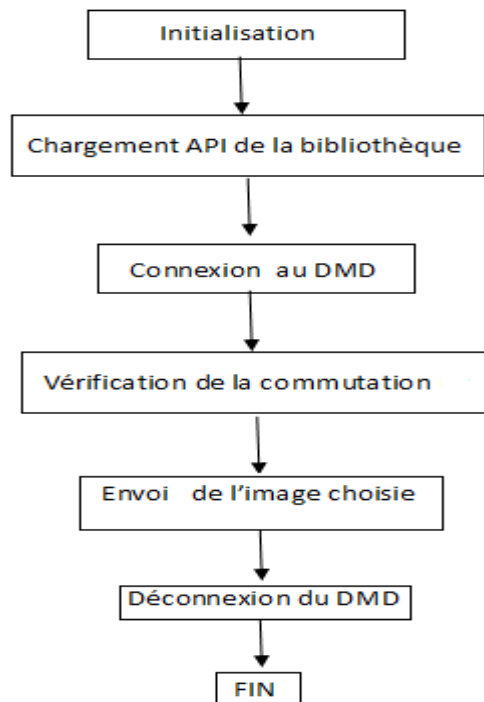 Initialisation
Chargement API de la bibliothèque
Connexion au DMD
Vérification de la commutation
Envoi de l'image choisie
Déconnexion du DMD
FIN